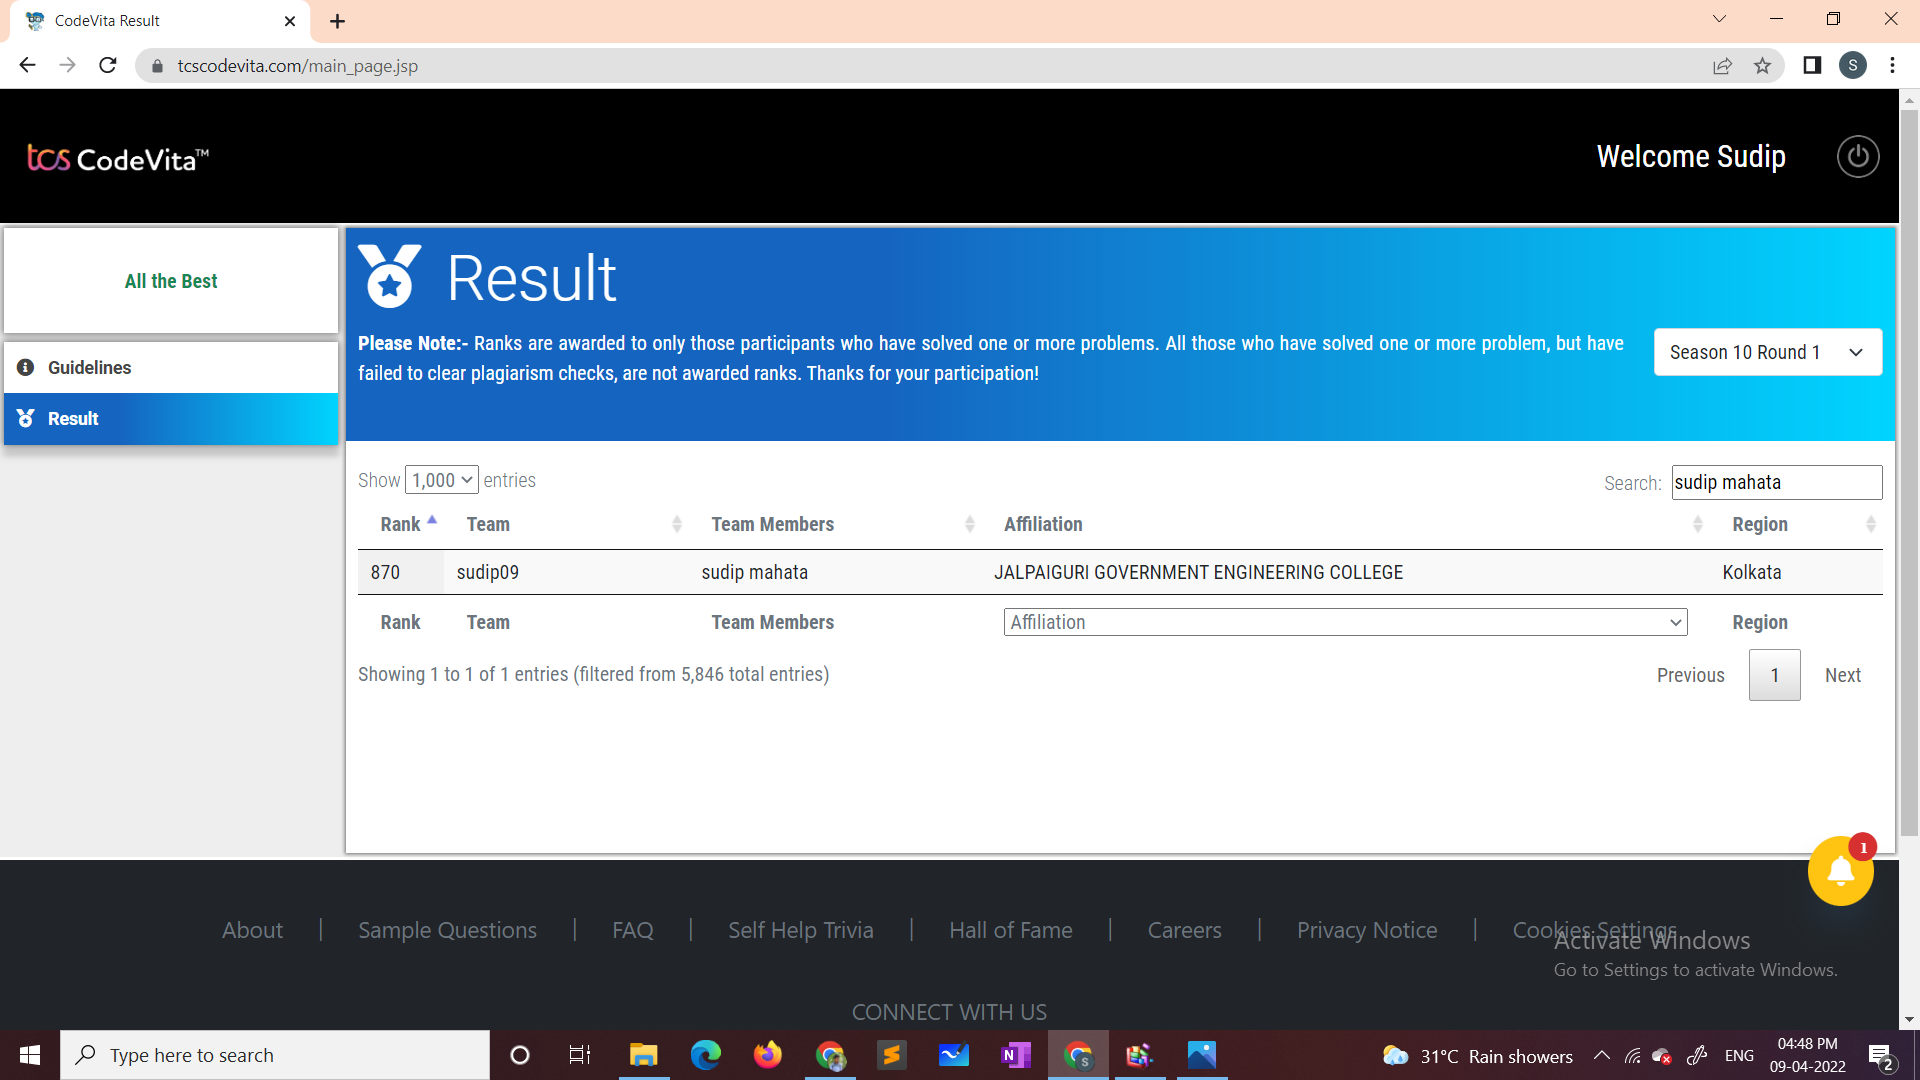 CodeVita Result
tcscodevita.com/main_page.jsp
S
tcs CodeVita™
Welcome Sudip
All the Best
Guidelines
Result
Result
Please Note:- Ranks are awarded to only those participants who have solved one or more problems. All those who have solved one or more problem, but have
failed to clear plagiarism checks, are not awarded ranks. Thanks for your participation!
Season 10 Round 1
Show 1,000 entries
Search: sudip mahata
Rank Team Team Members Affiliation Region
870 sudip09 sudip mahata JALPAIGURI GOVERNMENT ENGINEERING COLLEGE Kolkata
Rank Team Team Members Affiliation Region
Showing 1 to 1 of 1 entries (filtered from 5,846 total entries)
Previous 1 Next
1
About | Sample Questions | FAQ | Self Help Trivia | Hall of Fame | Careers | Privacy Notice | Cookies Settings
Activate Windows
Go to Settings to activate Windows.
CONNECT WITH US
Type here to search
N
S
31°C Rain showers
ENG
04:48 PM
09-04-2022
2